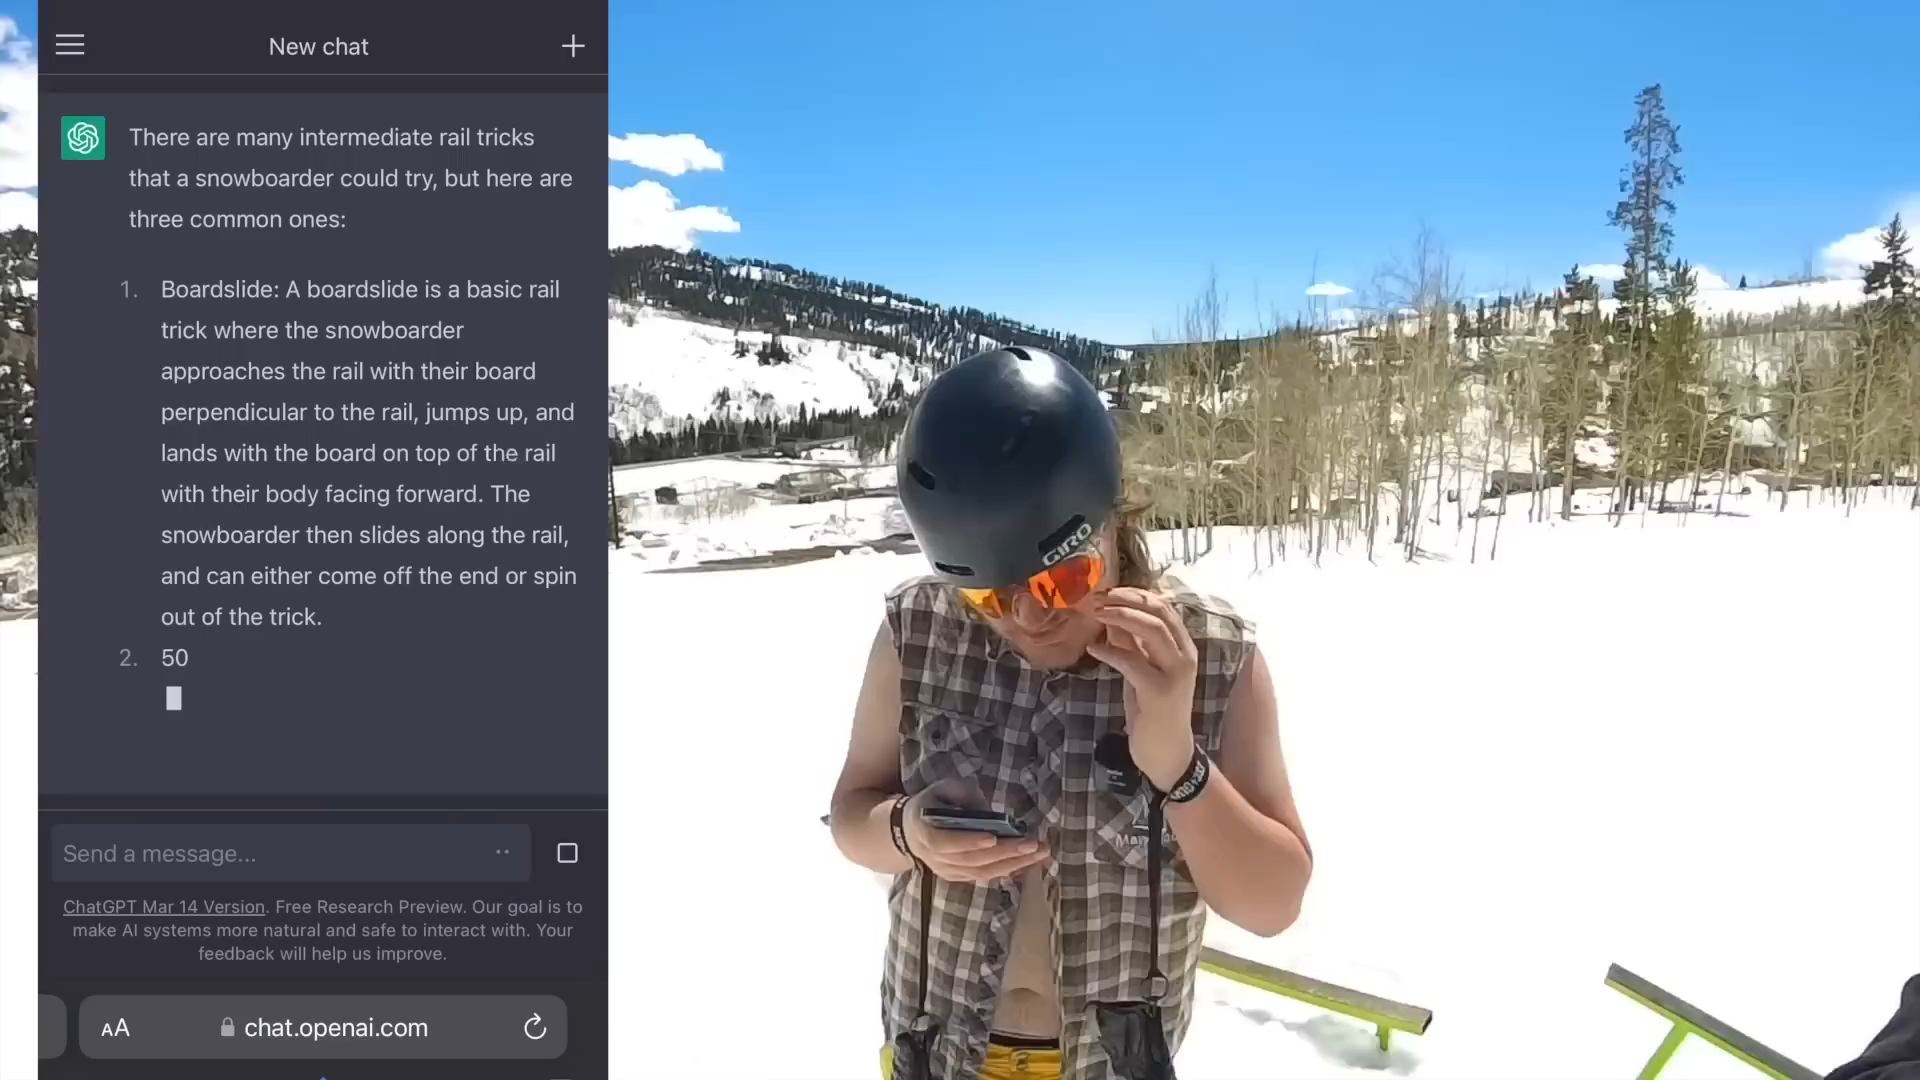 New chat
There are many intermediate rail tricks
that a snowboarder could try, but here are
three common ones:
1. Boardslide: A boardslide is a basic rail
trick where the snowboarder
approaches the rail with their board
perpendicular to the rail, jumps up, and
lands with the board on top of the rail
with their body facing forward. The
snowboarder then slides along the rail,
and can either come off the end or spin
out of the trick.
2. 50
Send a message...
ChatGPT Mar 14 Version. Free Research Preview. Our goal is to
make AI systems more natural and safe to interact with. Your
feedback will help us improve.
AA
chat.openai.com
GIRO